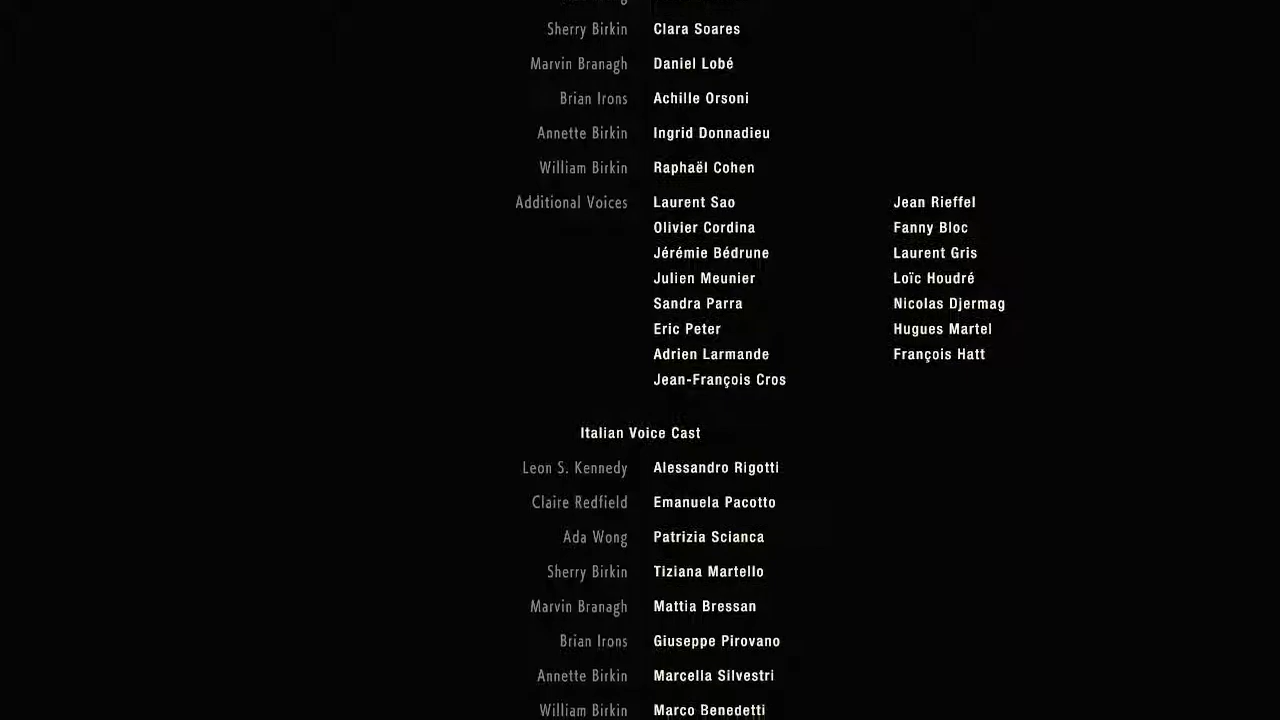 Sherry Birkin Clara Soares
Marvin Branagh Daniel Lobé
Brian Irons Achille Orsoni
Annette Birkin Ingrid Donnadieu
William Birkin Raphaël Cohen
Additional Voices Laurent Sao Jean Rieffel
Olivier Cordina Fanny Bloc
Jérémie Bédrune Laurent Gris
Julien Meunier Loïc Houdré
Sandra Parra Nicolas Djermag
Eric Peter Hugues Martel
Adrien Larmande François Hatt
Jean-François Cros
Italian Voice Cast
Leon S. Kennedy Alessandro Rigotti
Claire Redfield Emanuela Pacotto
Ada Wong Patrizia Scianca
Sherry Birkin Tiziana Martello
Marvin Branagh Mattia Bressan
Brian Irons Giuseppe Pirovano
Annette Birkin Marcella Silvestri
William Birkin Marco Benedetti